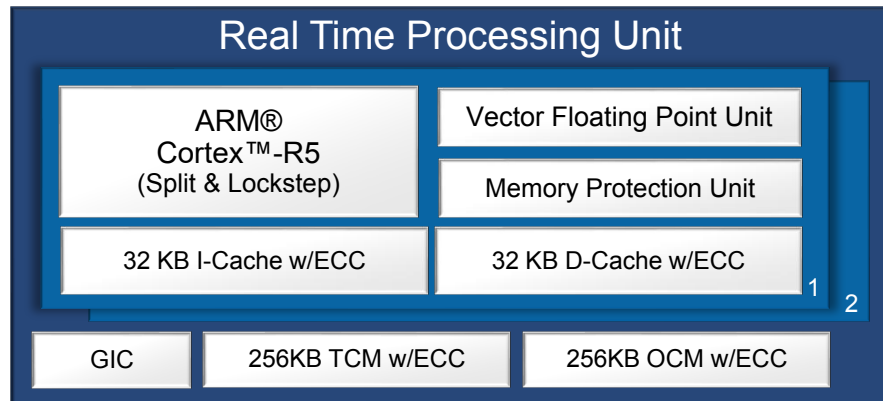 Real Time Processing Unit
ARM®
Cortex™-R5
(Split & Lockstep)
Vector Floating Point Unit
Memory Protection Unit
32 KB I-Cache w/ECC
32 KB D-Cache w/ECC
1
2
GIC
256KB TCM w/ECC
256KB OCM w/ECC